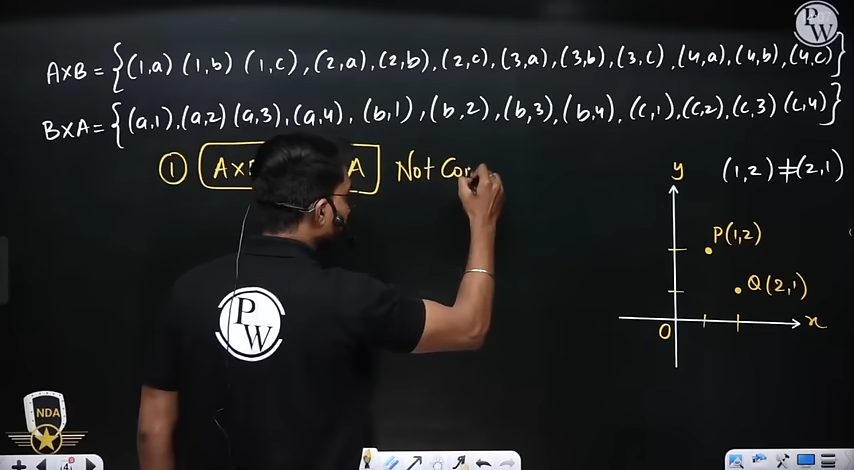 PW
A×B = {(1,a) (1,b) (1,c), (2,a), (2,b), (2,c), (3,a), (3,b), (3,c), (4,a), (4,b), (4,c)}
B×A = {(a,1), (a,2) (a,3), (a,4), (b,1), (b,2), (b,3), (b,4), (c,1), (c,2), (c,3) (c,4)}
① A× A Not Co
(1,2) ≠ (2,1)
y
P(1,2)
Q(2,1)
O
x
PW
NDA